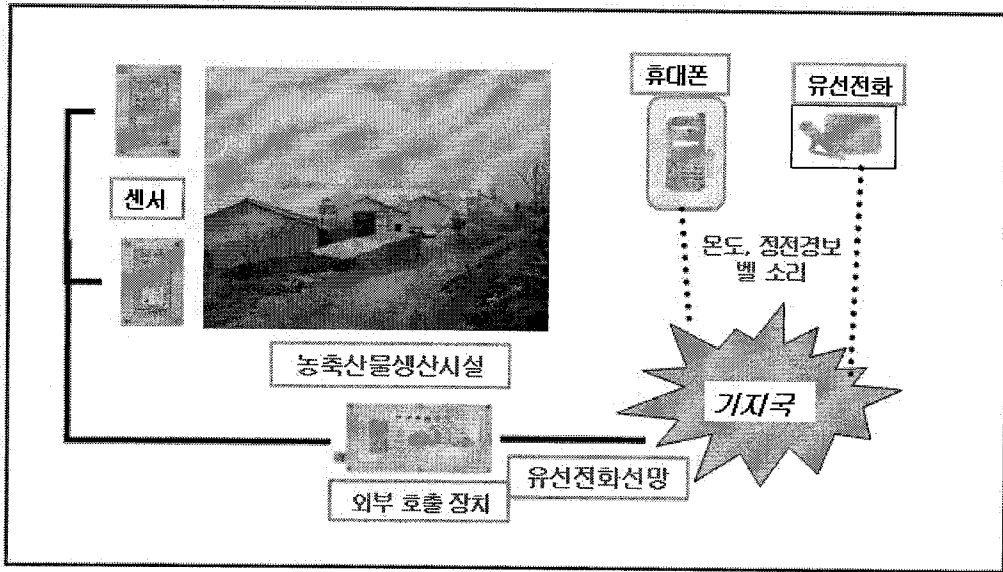 휴대폰
유선전화
센서
온도, 정전경보
벨 소리
농축산물생산시설
기지국
유선전화선망
외부 호출 장치